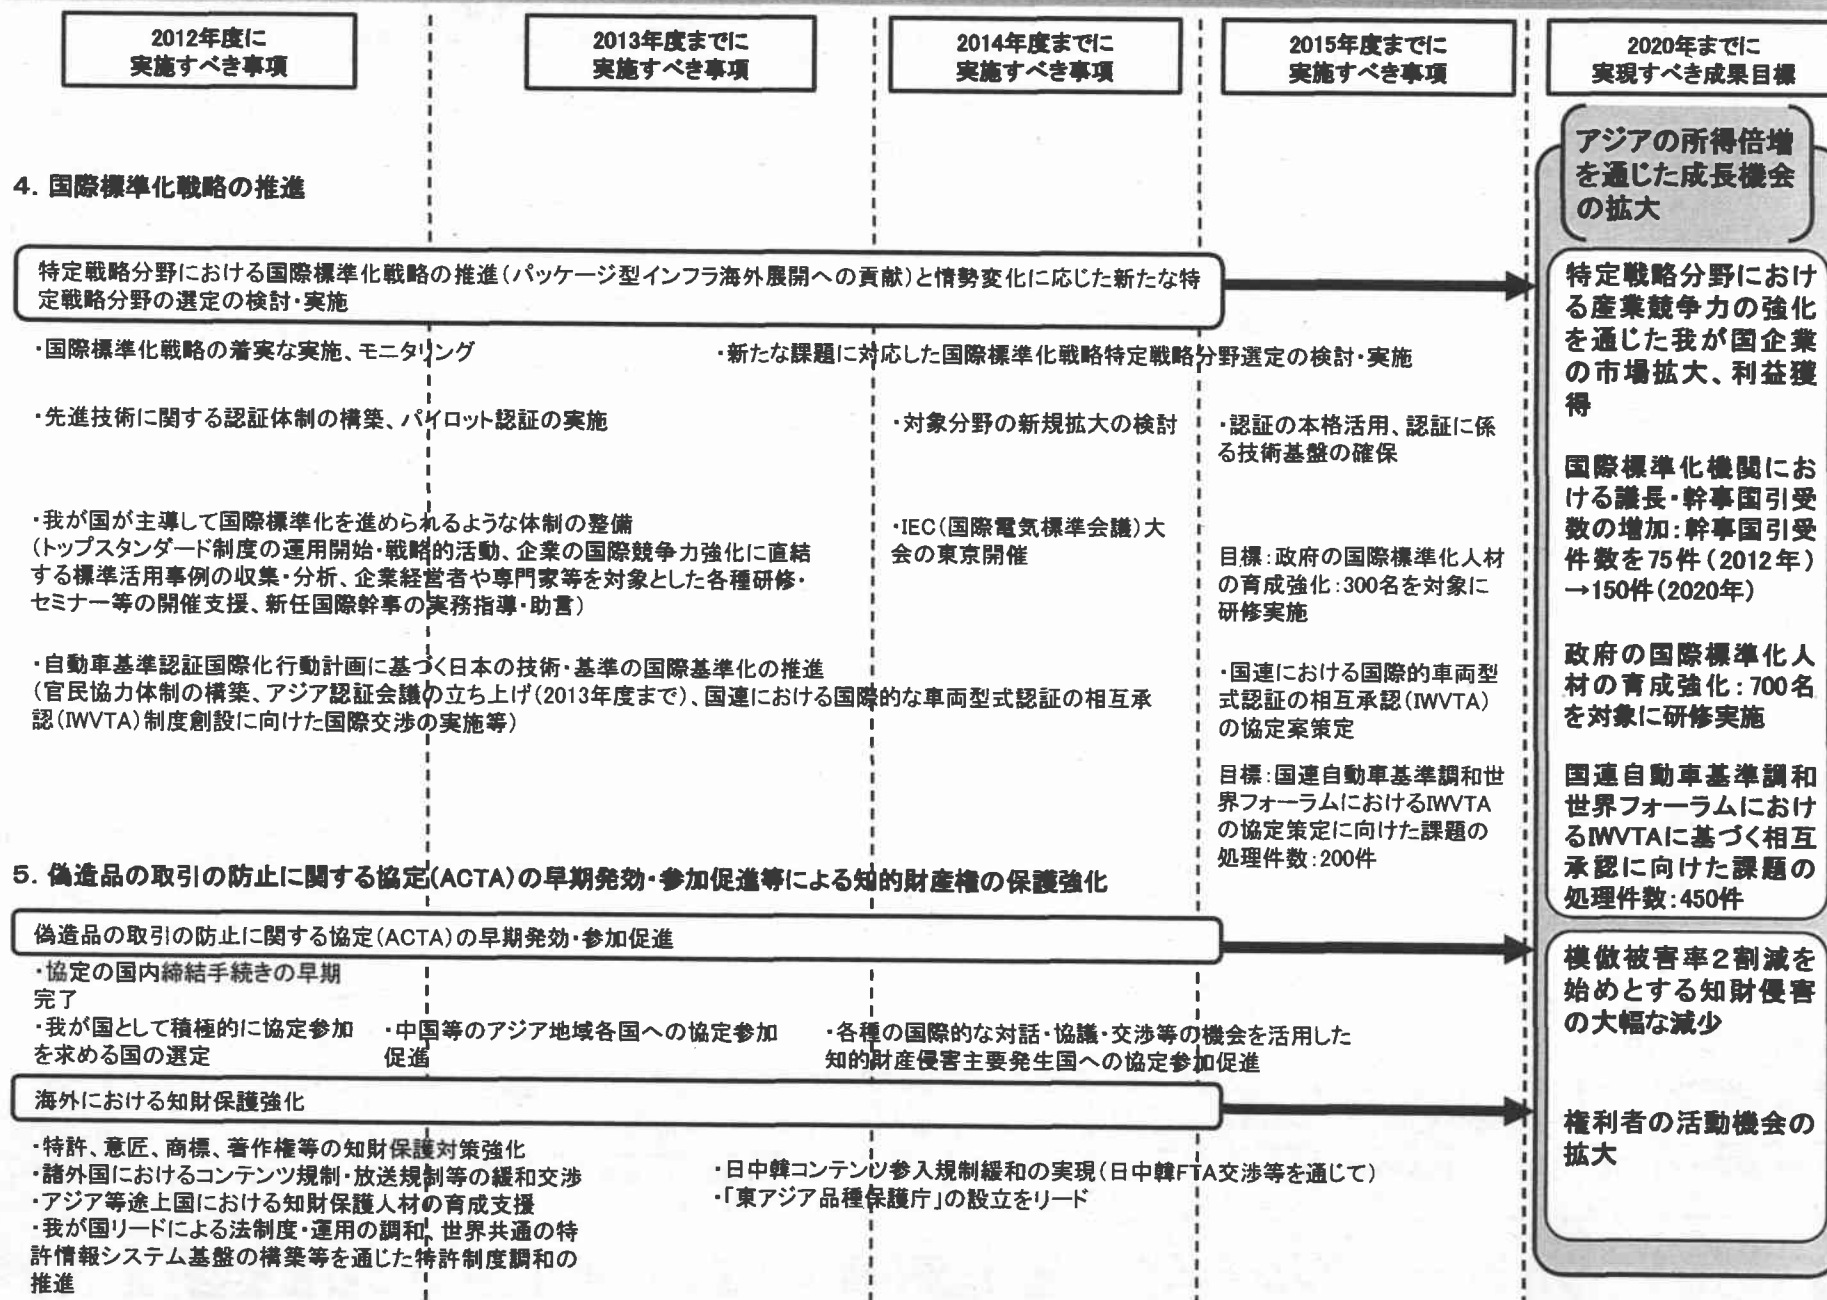 2012年度に
実施すべき事項
2013年度までに
実施すべき事項
2014年度までに
実施すべき事項
2015年度までに
実施すべき事項
2020年までに
実現すべき成果目標
アジアの所得倍増
を通じた成長機会
の拡大
4. 国際標準化戦略の推進
特定戦略分野における国際標準化戦略の推進(パッケージ型インフラ海外展開への貢献)と情勢変化に応じた新たな特
定戦略分野の選定の検討・実施
・国際標準化戦略の着実な実施、モニタリング
・新たな課題に対応した国際標準化戦略特定戦略分野選定の検討・実施
・先進技術に関する認証体制の構築、パイロット認証の実施
・対象分野の新規拡大の検討
・認証の本格活用、認証に係
る技術基盤の確保
・我が国が主導して国際標準化を進められるような体制の整備
(トップスタンダード制度の運用開始・戦略的活動、企業の国際競争力強化に直結
する標準活用事例の収集・分析、企業経営者や専門家等を対象とした各種研修・
セミナー等の開催支援、新任国際幹事の実務指導・助言)
・IEC(国際電気標準会議)大
会の東京開催
目標:政府の国際標準化人材
の育成強化:300名を対象に
研修実施
・自動車基準認証国際化行動計画に基づく日本の技術・基準の国際基準化の推進
(官民協力体制の構築、アジア認証会議の立ち上げ(2013年度まで)、国連における国際的な車両型式認証の相互承
認(IWVTA)制度創設に向けた国際交渉の実施等)
・国連における国際的車両型
式認証の相互承認(IWVTA)
の協定案策定
目標:国連自動車基準調和世
界フォーラムにおけるIWVTA
の協定策定に向けた課題の
処理件数:200件
特定戦略分野におけ
る産業競争力の強化
を通じた我が国企業
の市場拡大、利益獲
得
国際標準化機関にお
ける議長・幹事国引受
数の増加:幹事国引受
件数を75件(2012年)
→150件(2020年)
政府の国際標準化人
材の育成強化:700名
を対象に研修実施
国連自動車基準調和
世界フォーラムにおけ
るIWVTAに基づく相互
承認に向けた課題の
処理件数:450件
5. 偽造品の取引の防止に関する協定(ACTA)の早期発効・参加促進等による知的財産権の保護強化
偽造品の取引の防止に関する協定(ACTA)の早期発効・参加促進
・協定の国内締結手続きの早期
完了
・我が国として積極的に協定参加
を求める国の選定
・中国等のアジア地域各国への協定参加
促進
・各種の国際的な対話・協議・交渉等の機会を活用した
知的財産侵害主要発生国への協定参加促進
海外における知財保護強化
・特許、意匠、商標、著作権等の知財保護対策強化
・諸外国におけるコンテンツ規制・放送規制等の緩和交渉
・アジア等途上国における知財保護人材の育成支援
・我が国リードによる法制度・運用の調和、世界共通の特
許情報システム基盤の構築等を通じた特許制度調和の
推進
・日中韓コンテンツ参入規制緩和の実現(日中韓FTA交渉等を通じて)
・「東アジア品種保護庁」の設立をリード
模倣被害率2割減を
始めとする知財侵害
の大幅な減少
権利者の活動機会の
拡大